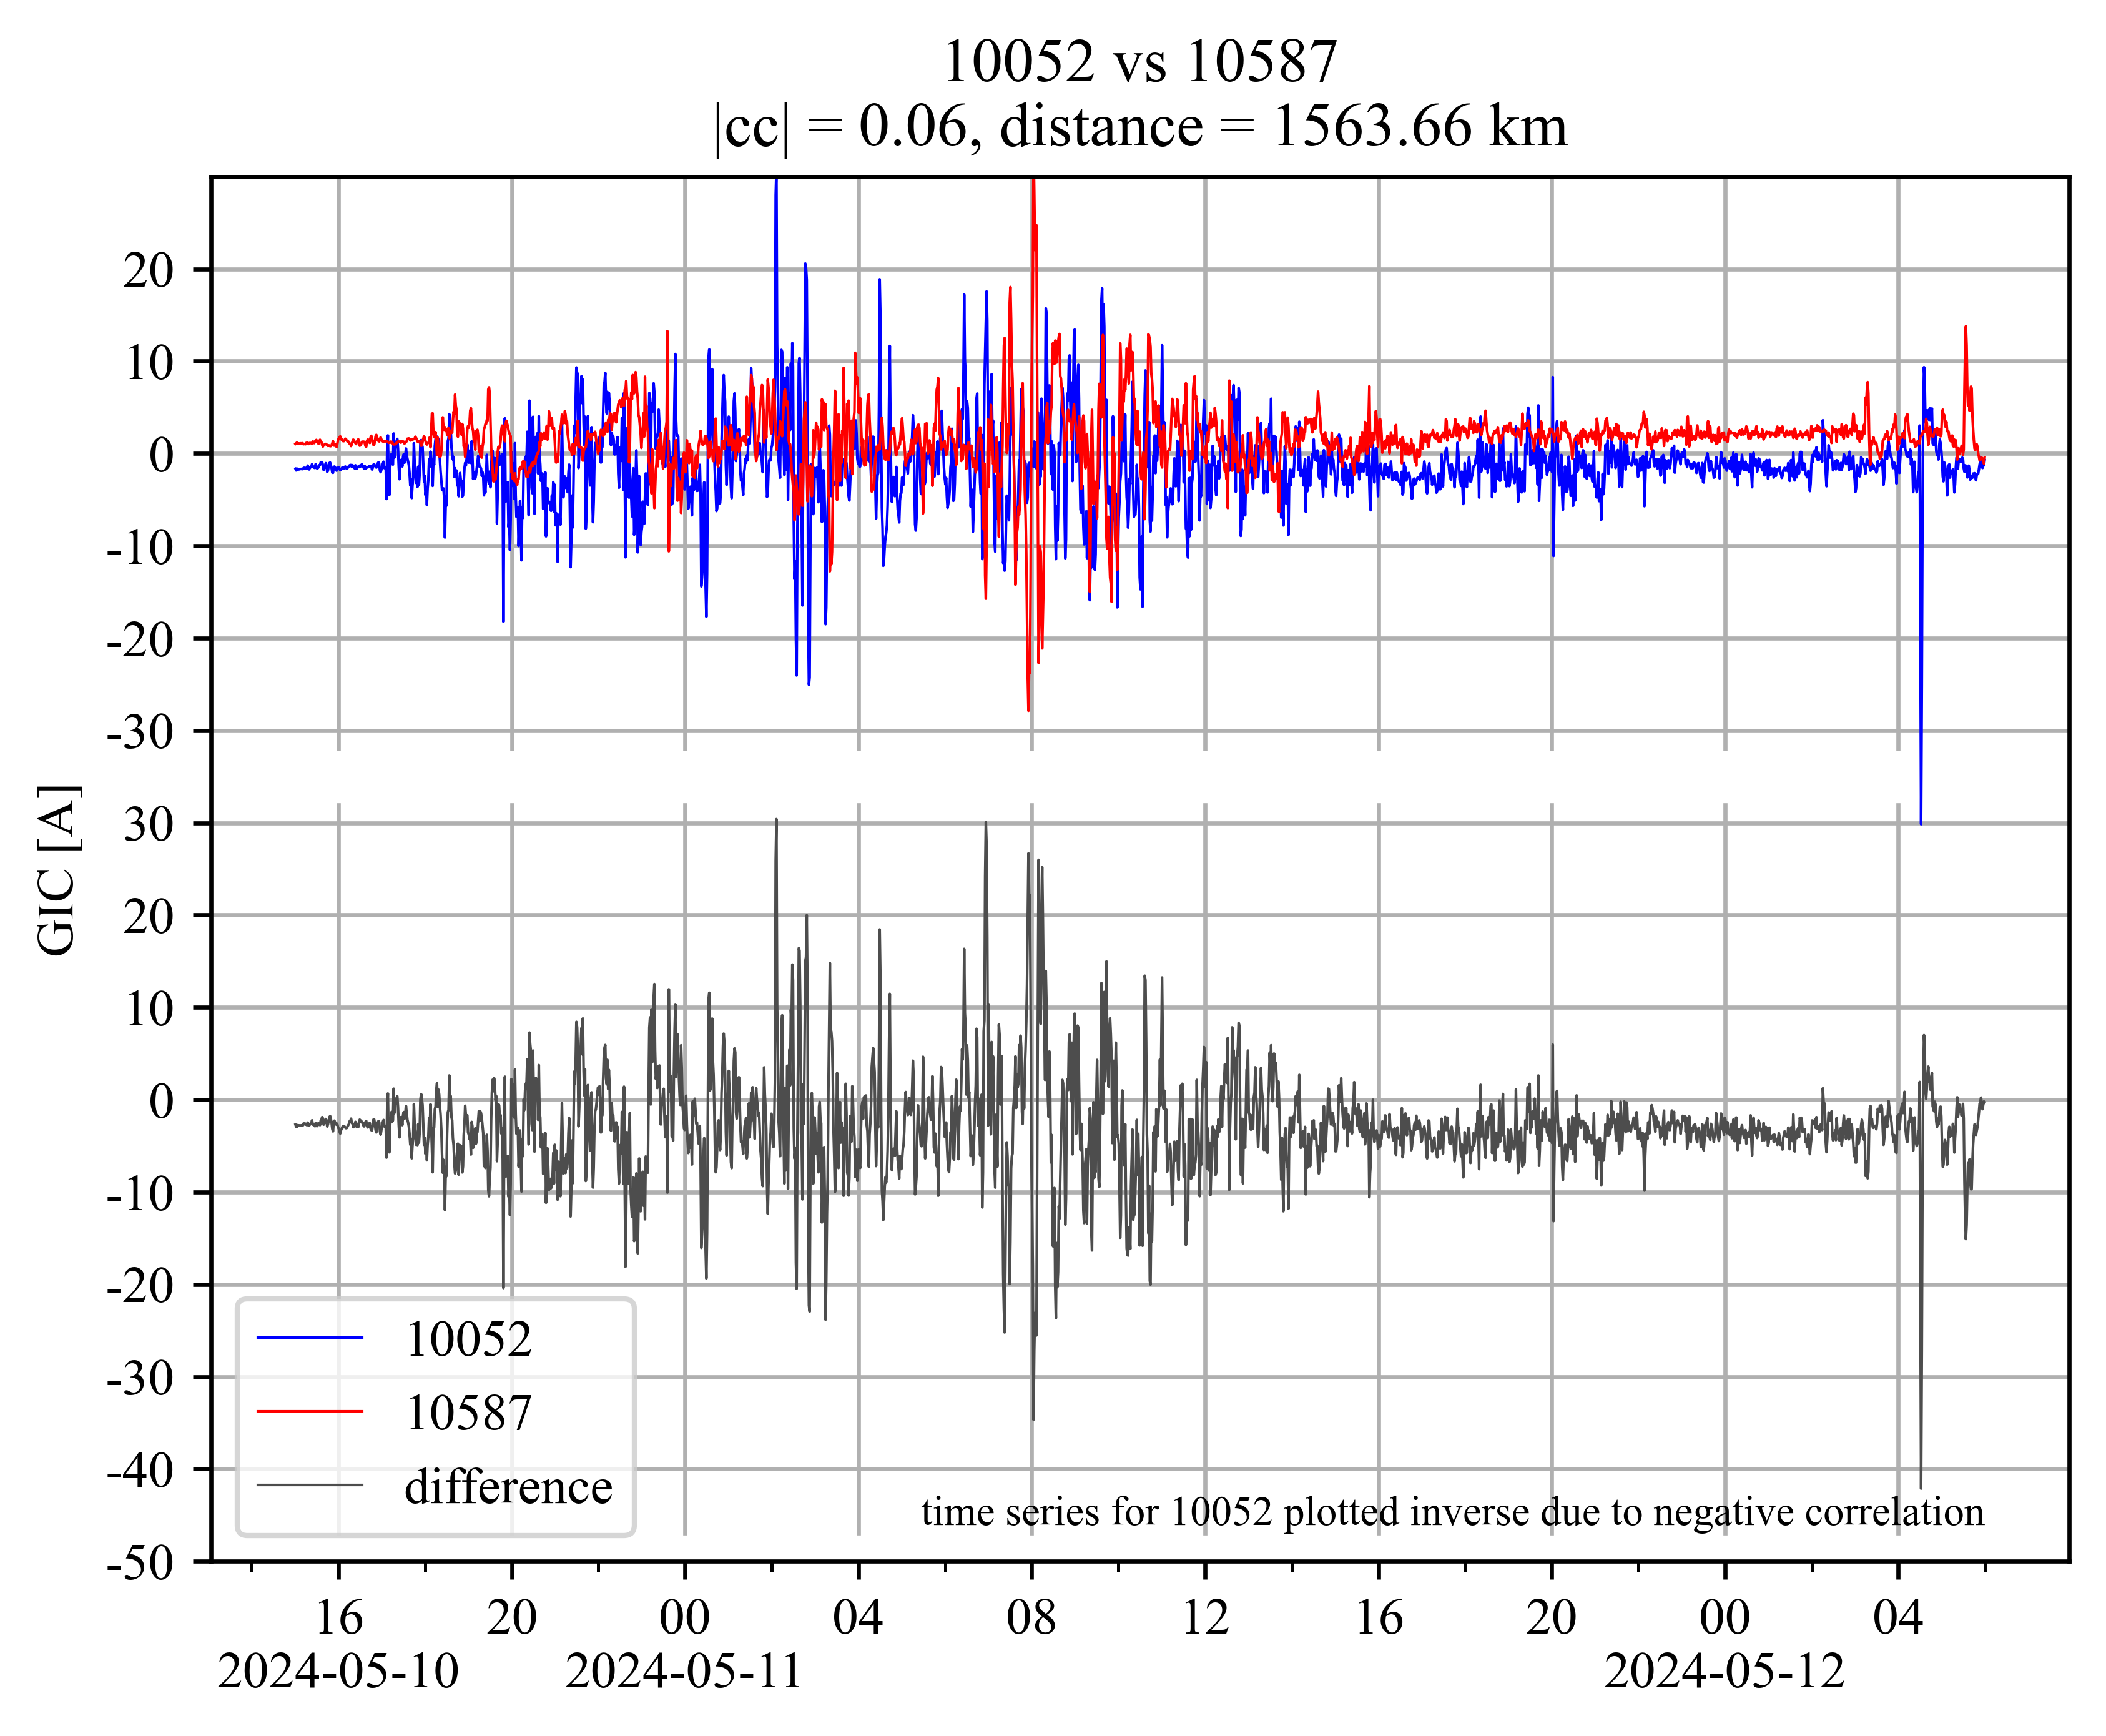 10052 vs 10587
|cc| = 0.06, distance = 1563.66 km
GIC [A]
20
10
0
-10
-20
-30
30
20
10
0
-10
-20
-30
-40
-50
10052
10587
difference
time series for 10052 plotted inverse due to negative correlation
16 20 00 04 08 12 16 20 00 04
2024-05-10 2024-05-11 2024-05-12